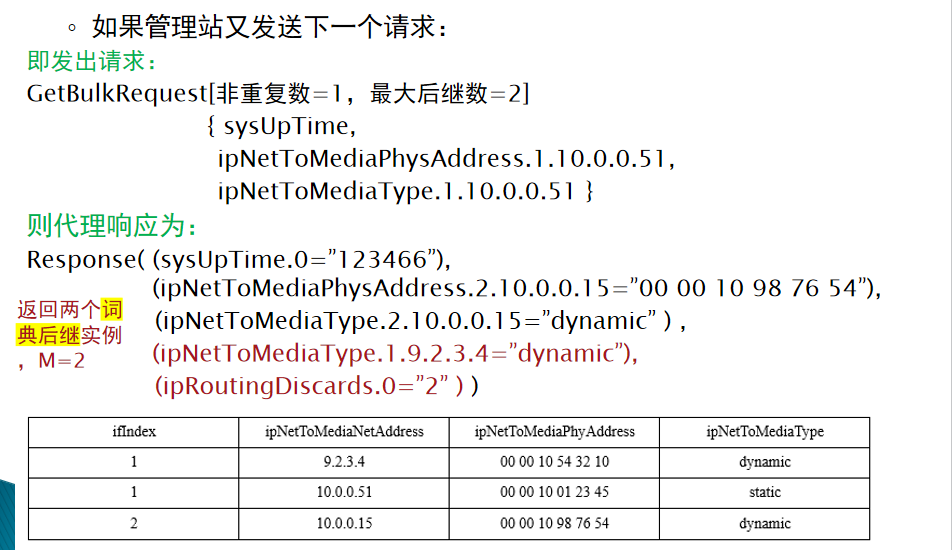 ◦ 如果管理站又发送下一个请求：
即发出请求：
GetBulkRequest[非重复数=1，最大后继数=2]
{ sysUpTime,
ipNetToMediaPhysAddress.1.10.0.0.51,
ipNetToMediaType.1.10.0.0.51 }
则代理响应为：
Response( (sysUpTime.0=”123466”),
(ipNetToMediaPhysAddress.2.10.0.0.15=”00 00 10 98 76 54”),
(ipNetToMediaType.2.10.0.0.15=”dynamic” ) ,
(ipNetToMediaType.1.9.2.3.4=”dynamic”),
(ipRoutingDiscards.0=”2” ) )
返回两个词
典后继实例
，M=2
ifIndex ipNetToMediaNetAddress ipNetToMediaPhyAddress ipNetToMediaType
1 9.2.3.4 00 00 10 54 32 10 dynamic
1 10.0.0.51 00 00 10 01 23 45 static
2 10.0.0.15 00 00 10 98 76 54 dynamic